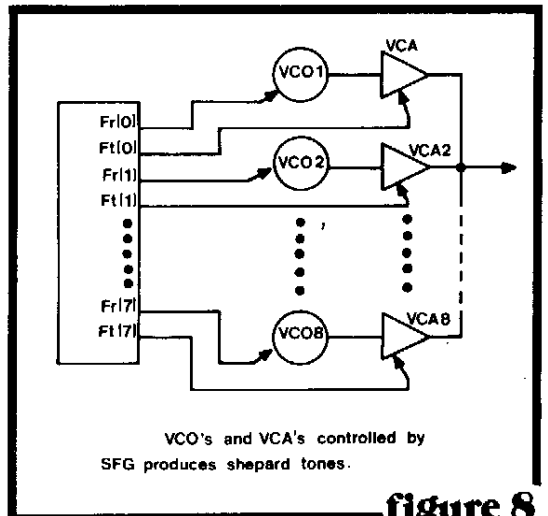 VCA
VCO1
Fr[0]
Ft[0]
Fr[1]
VCO2
VCA2
Ft[1]
Fr[7]
Ft[7]
VCO8
VCA8
VCO's and VCA's controlled by
SFG produces shepard tones.
figure 8